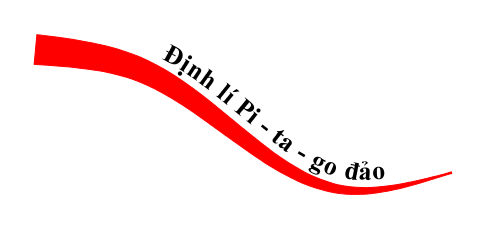 Định lí Pi - ta - go đảo